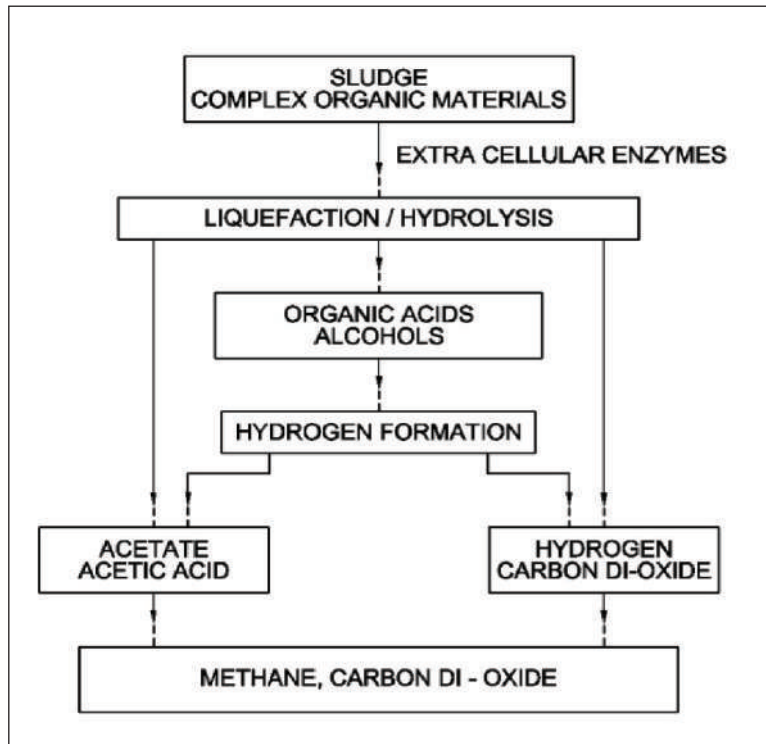 SLUDGE
COMPLEX ORGANIC MATERIALS
EXTRA CELLULAR ENZYMES
LIQUEFACTION / HYDROLYSIS
ORGANIC ACIDS
ALCOHOLS
HYDROGEN FORMATION
ACETATE
ACETIC ACID
HYDROGEN
CARBON DI-OXIDE
METHANE, CARBON DI - OXIDE